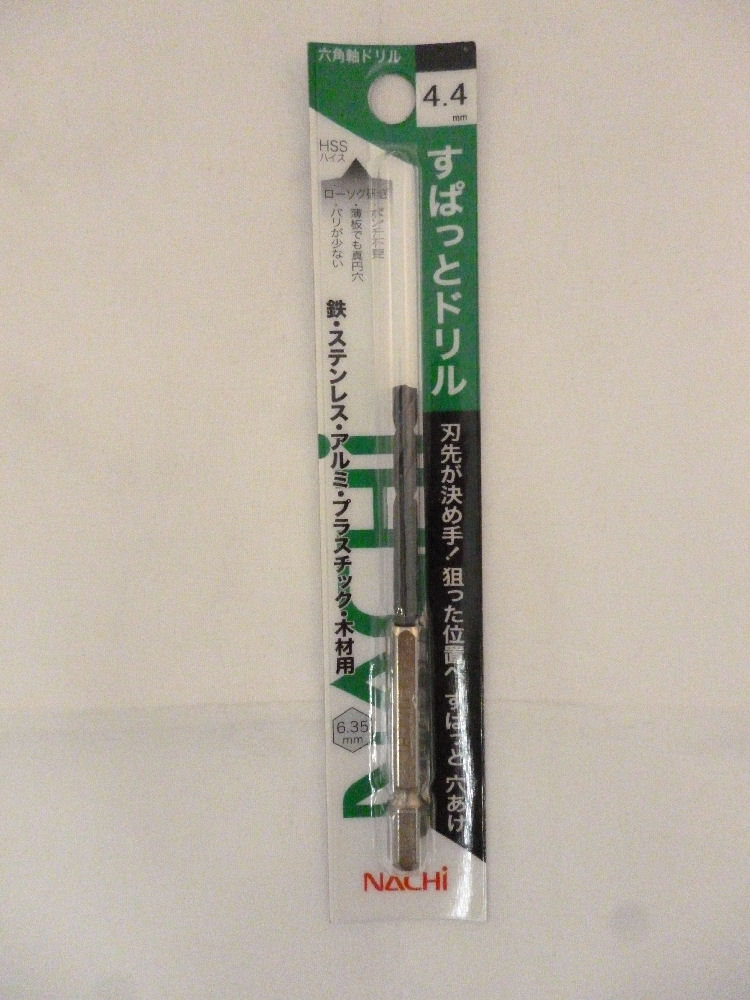 六角軸ドリル
4.4
mm
すぱっとドリル
HSS
ハイス
ローソク研磨
・ポンチ不要
・薄板でも真円穴
・バリが少ない
鉄・ステンレス・アルミ・プラスチック・木材用
刃先が決め手！狙った位置へ すぱっと 穴あけ
6.35
mm
NACHi
NACHi